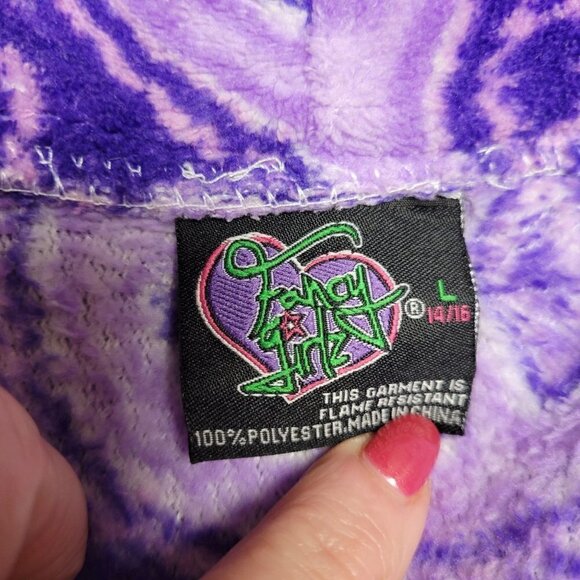 Fancy
Girlz
®
L
14/16
THIS GARMENT IS
FLAME RESISTANT
100% POLYESTER. MADE IN CHINA